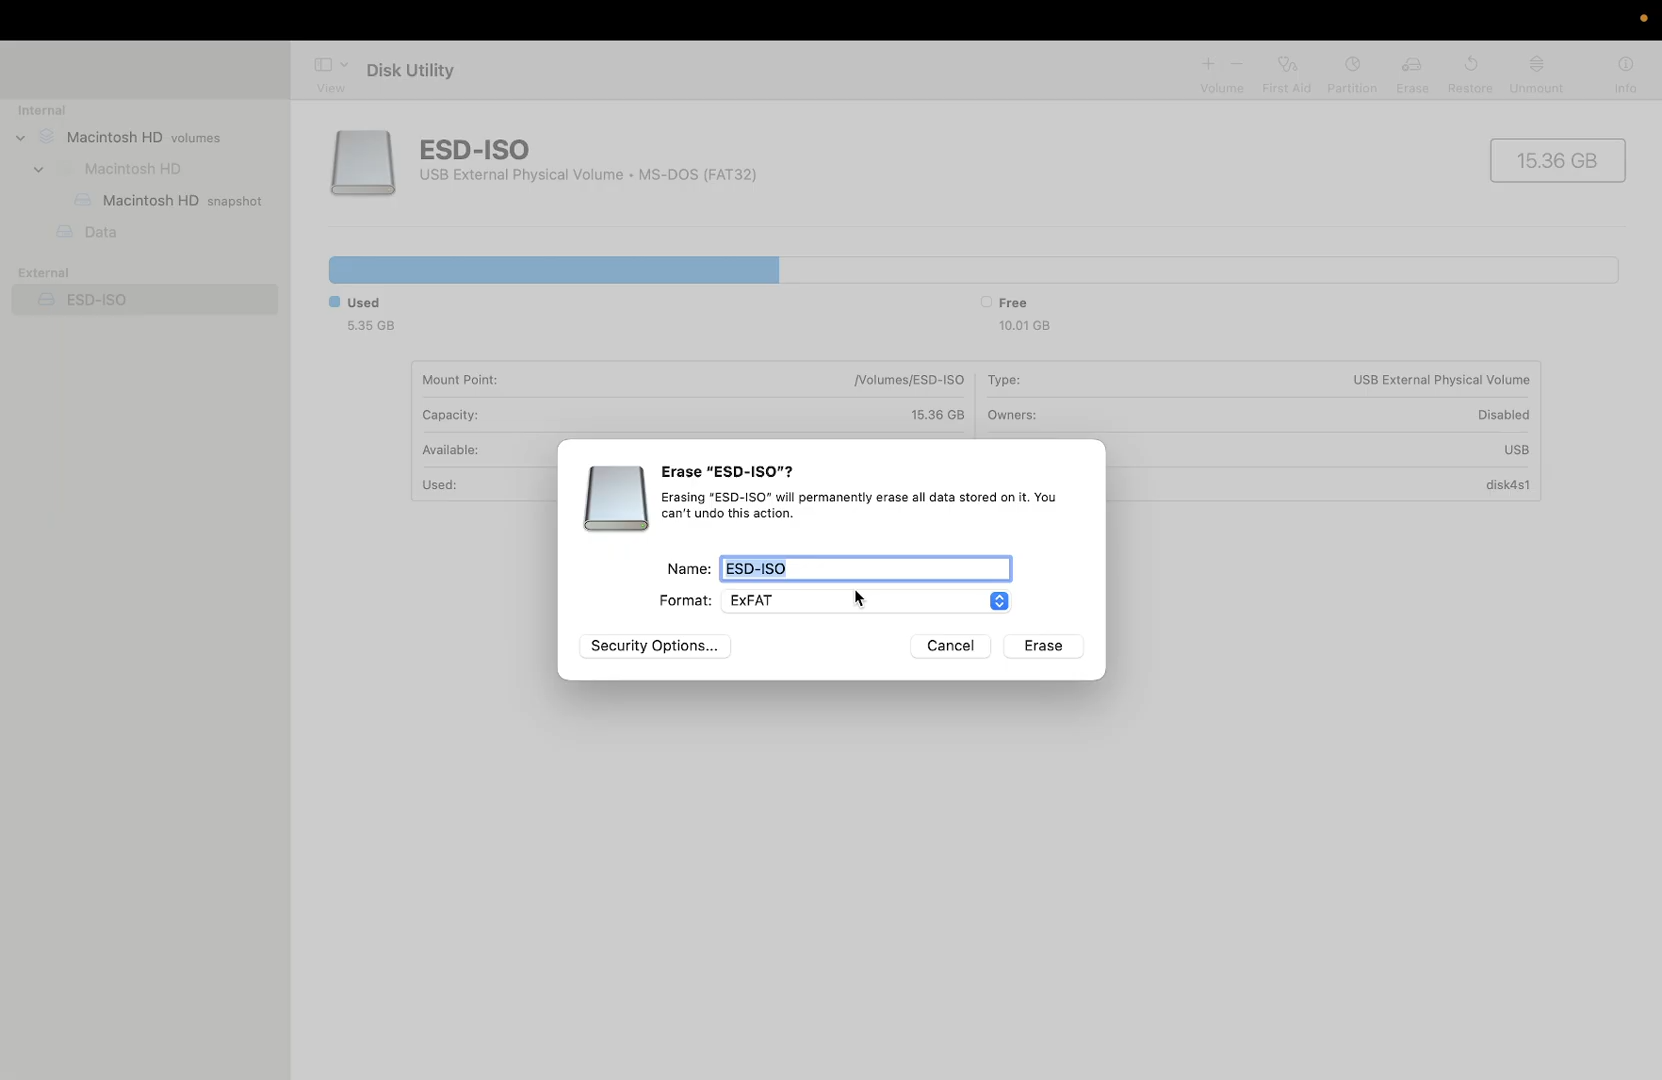 Disk Utility
View
Volume
First Aid
Partition
Erase
Restore
Unmount
Info
Internal
Macintosh HD volumes
Macintosh HD
Macintosh HD snapshot
Data
External
ESD-ISO
ESD-ISO
USB External Physical Volume • MS-DOS (FAT32)
15.36 GB
Used
5.35 GB
Free
10.01 GB
Mount Point: /Volumes/ESD-ISO
Capacity: 15.36 GB
Available:
Used:
Type: USB External Physical Volume
Owners: Disabled
USB
disk4s1
Erase “ESD-ISO”?
Erasing “ESD-ISO” will permanently erase all data stored on it. You
can’t undo this action.
Name: ESD-ISO
Format: ExFAT
Security Options...
Cancel
Erase